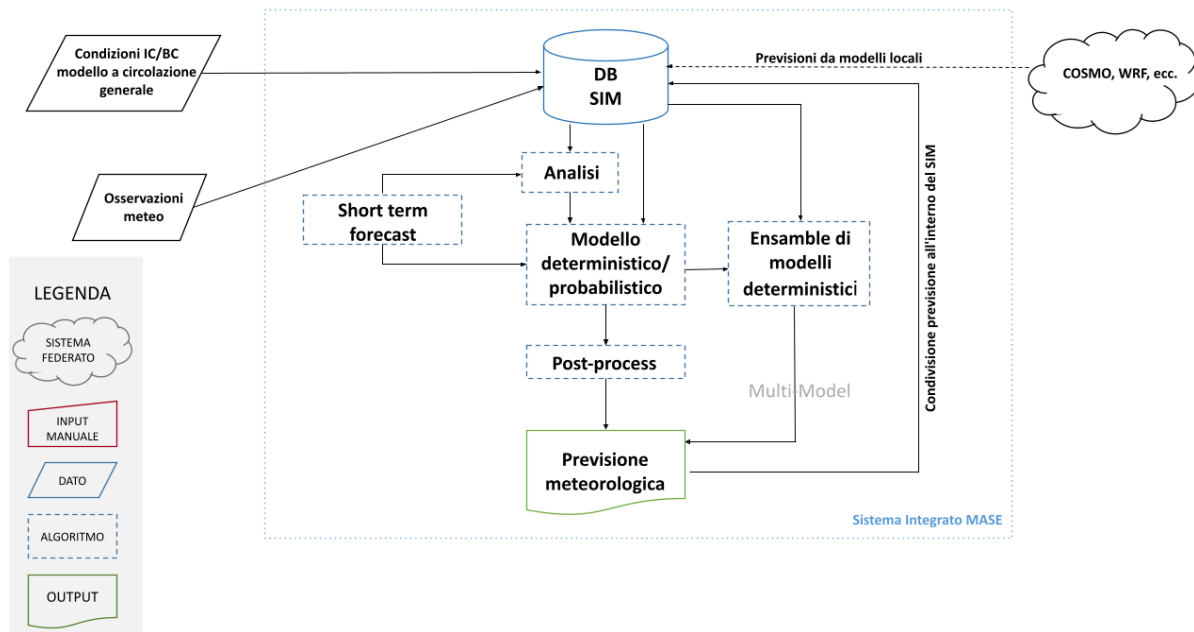 Condizioni IC/BC
modello a circolazione
generale
DB
SIM
Previsioni da modelli locali
COSMO, WRF, ecc.
Osservazioni
meteo
Analisi
Short term
forecast
Modello
deterministico/
probabilistico
Ensamble di
modelli
deterministici
Condivisione previsione all'interno del SIM
Post-process
Multi-Model
Previsione
meteorologica
Sistema Integrato MASE
LEGENDA
SISTEMA
FEDERATO
INPUT
MANUALE
DATO
ALGORITMO
OUTPUT